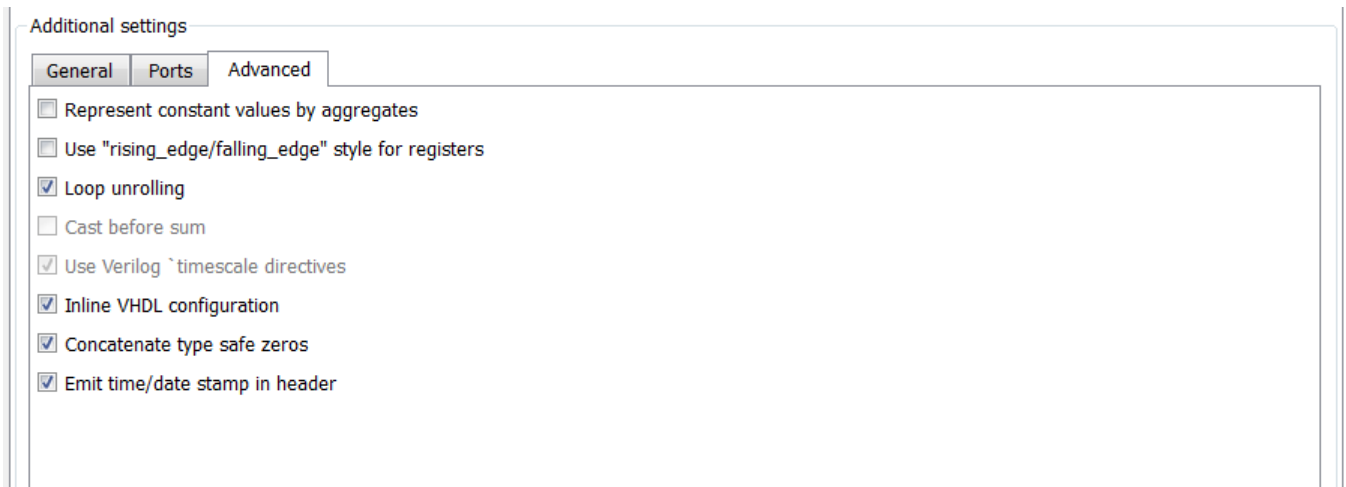 Additional settings
General Ports Advanced
Represent constant values by aggregates
Use "rising_edge/falling_edge" style for registers
Loop unrolling
Cast before sum
Use Verilog `timescale directives
Inline VHDL configuration
Concatenate type safe zeros
Emit time/date stamp in header